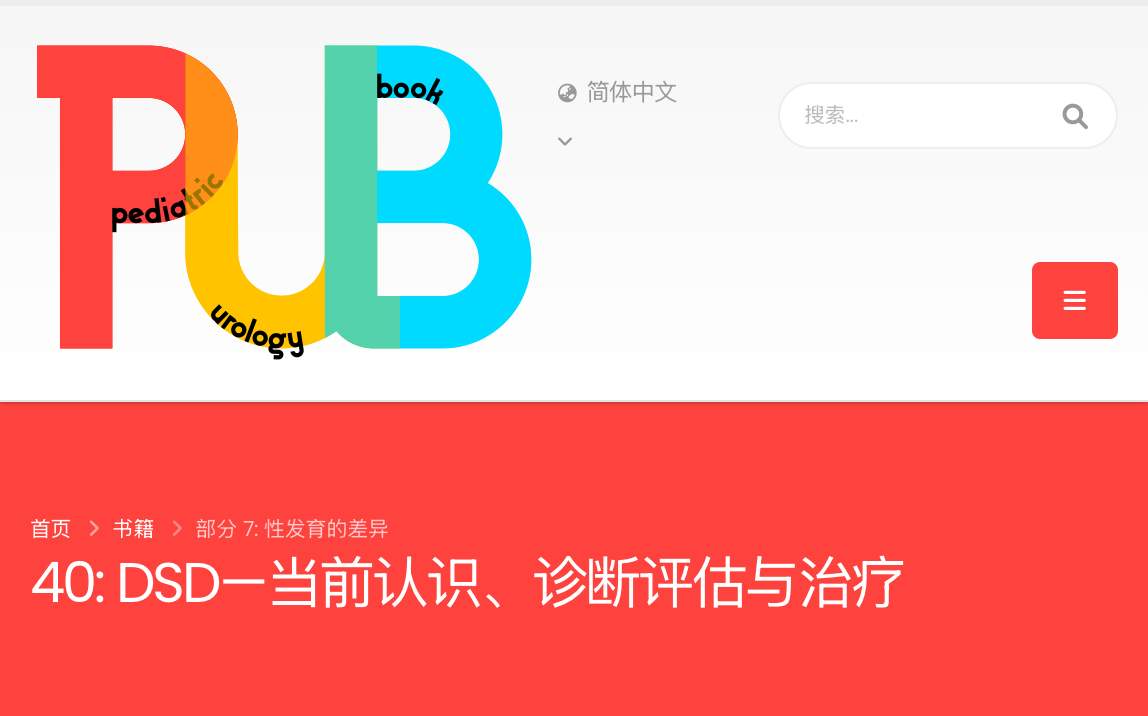 book
pediatric
urology
简体中文
搜索...
首页 书籍 部分 7: 性发育的差异
40: DSD—当前认识、诊断评估与治疗